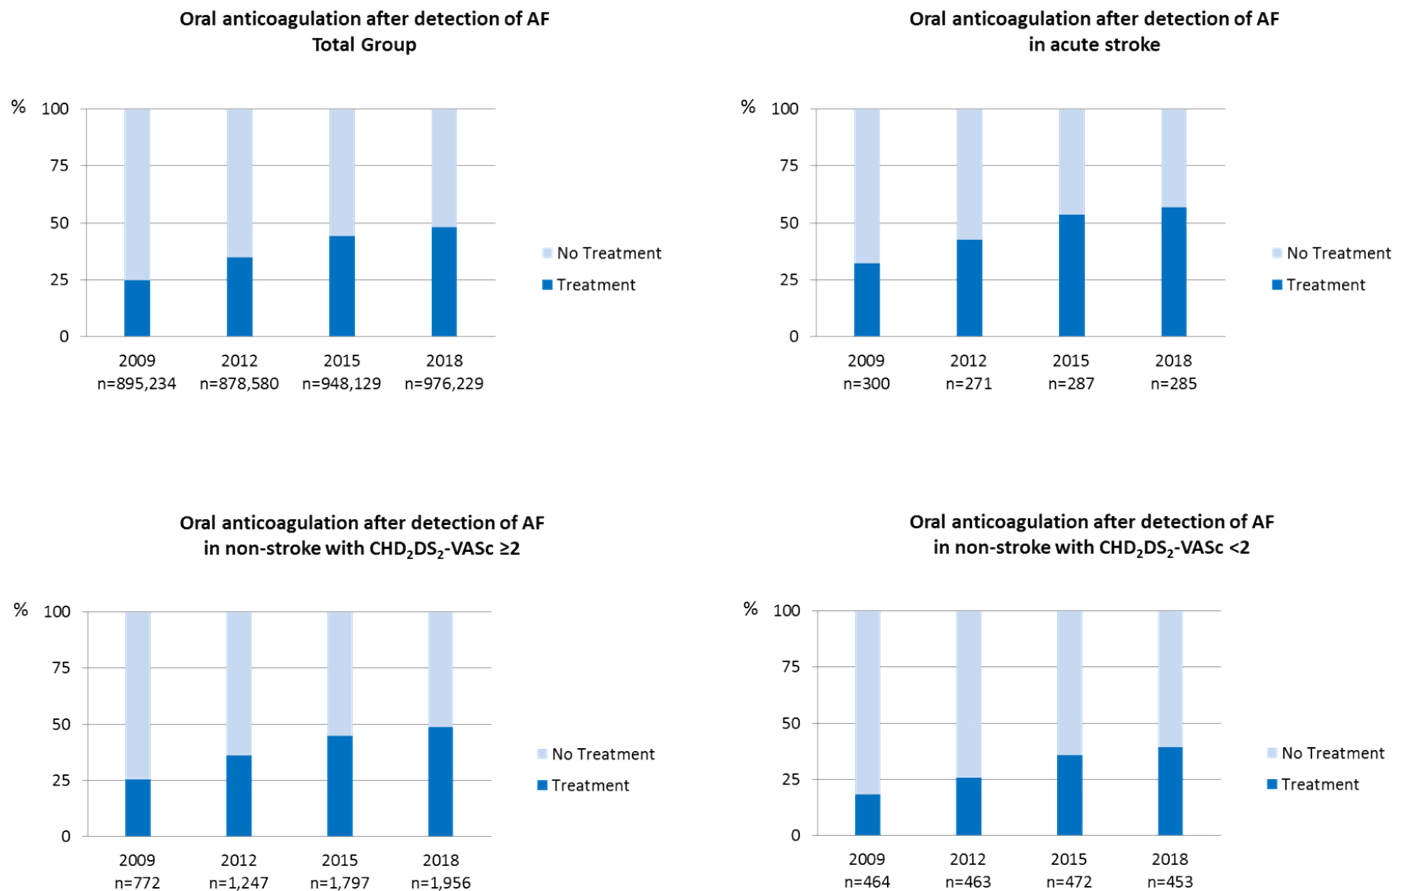 Oral anticoagulation after detection of AF
Total Group
%
100
75
50
25
0
2009
2012
2015
2018
n=895,234
n=878,580
n=948,129
n=976,229
No Treatment
Treatment
Oral anticoagulation after detection of AF
in acute stroke
%
100
75
50
25
0
2009
2012
2015
2018
n=300
n=271
n=287
n=285
No Treatment
Treatment
Oral anticoagulation after detection of AF
in non-stroke with CHD₂DS₂-VASc ≥2
%
100
75
50
25
0
2009
2012
2015
2018
n=772
n=1,247
n=1,797
n=1,956
No Treatment
Treatment
Oral anticoagulation after detection of AF
in non-stroke with CHD₂DS₂-VASc <2
%
100
75
50
25
0
2009
2012
2015
2018
n=464
n=463
n=472
n=453
No Treatment
Treatment